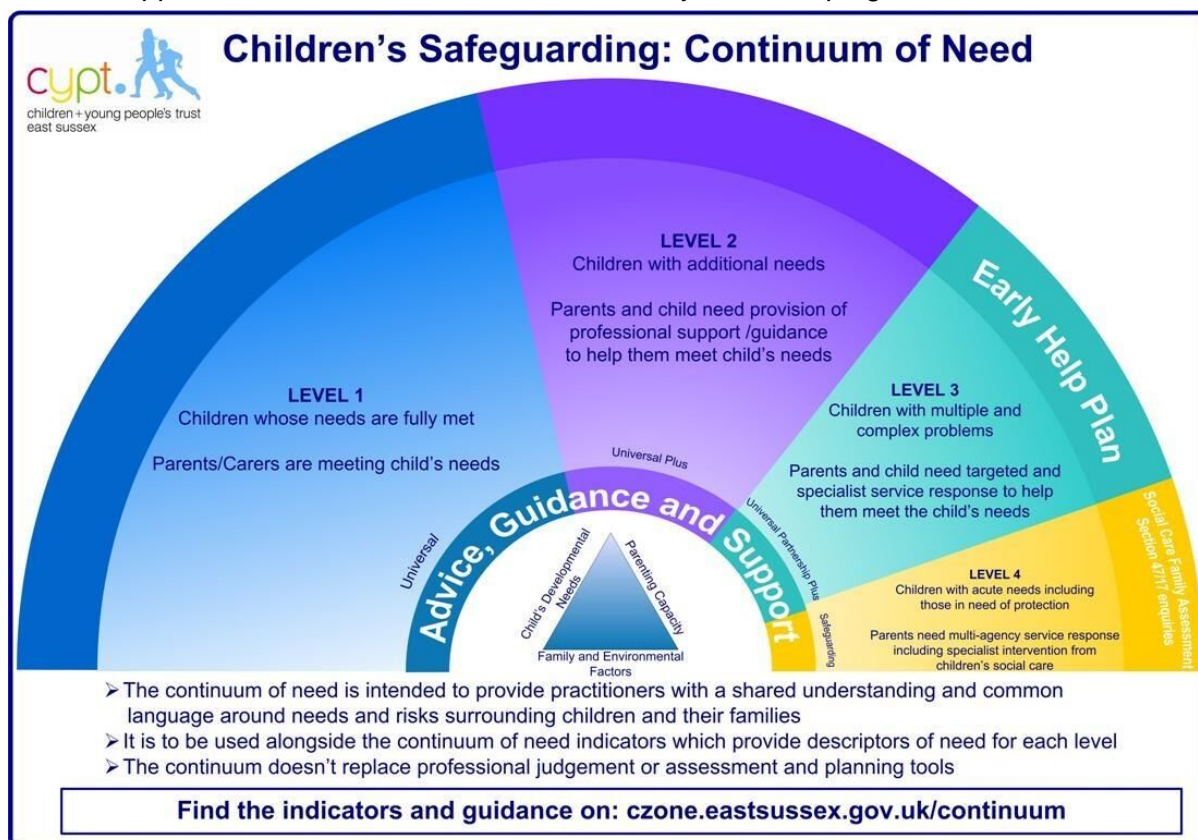 Children's Safeguarding: Continuum of Need
cypt.
children + young people's trust
east sussex
LEVEL 1
Children whose needs are fully met
Parents/Carers are meeting child's needs
LEVEL 2
Children with additional needs
Parents and child need provision of
professional support /guidance
to help them meet child's needs
Early Help Plan
LEVEL 3
Children with multiple and
complex problems
Parents and child need targeted and
specialist service response to help
them meet the child's needs
Social Care Family Assessment
Section 47/17 enquiries
LEVEL 4
Children with acute needs including
those in need of protection
Parents need multi-agency service response
including specialist intervention from
children's social care
Universal
Universal Plus
Universal Partnership Plus
Safeguarding
Advice, Guidance and Support
Child's Developmental
Needs
Parenting Capacity
Family and Environmental
Factors
➤ The continuum of need is intended to provide practitioners with a shared understanding and common
language around needs and risks surrounding children and their families
➤ It is to be used alongside the continuum of need indicators which provide descriptors of need for each level
➤ The continuum doesn't replace professional judgement or assessment and planning tools
Find the indicators and guidance on: czone.eastsussex.gov.uk/continuum